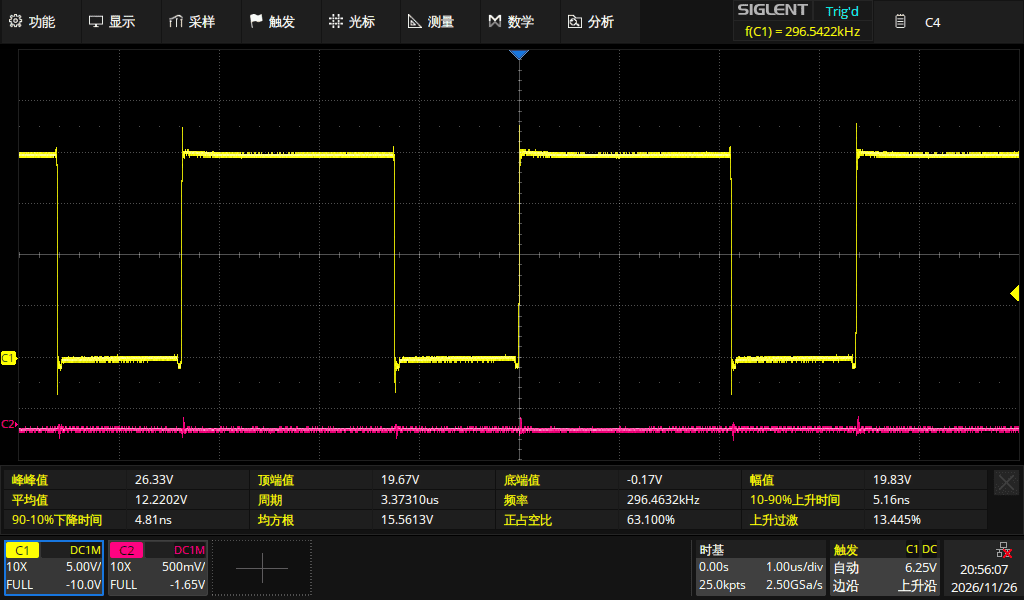 功能 显示 采样 触发 光标 测量 数学 分析 SIGLENT Trig'd C4
f(C1) = 296.5422kHz
C1
C2
峰峰值 26.33V 顶端值 19.67V 底端值 -0.17V 幅值 19.83V
平均值 12.2202V 周期 3.37310us 频率 296.4632kHz 10-90%上升时间 5.16ns
90-10%下降时间 4.81ns 均方根 15.5613V 正占空比 63.100% 上升过激 13.445%
C1 DC1M C2 DC1M 时基 触发 C1 DC
10X 5.00V/ 10X 500mV/ 0.00s 1.00us/div 自动 6.25V 20:56:07
FULL -10.0V FULL -1.65V 25.0kpts 2.50GSa/s 边沿 上升沿 2026/11/26